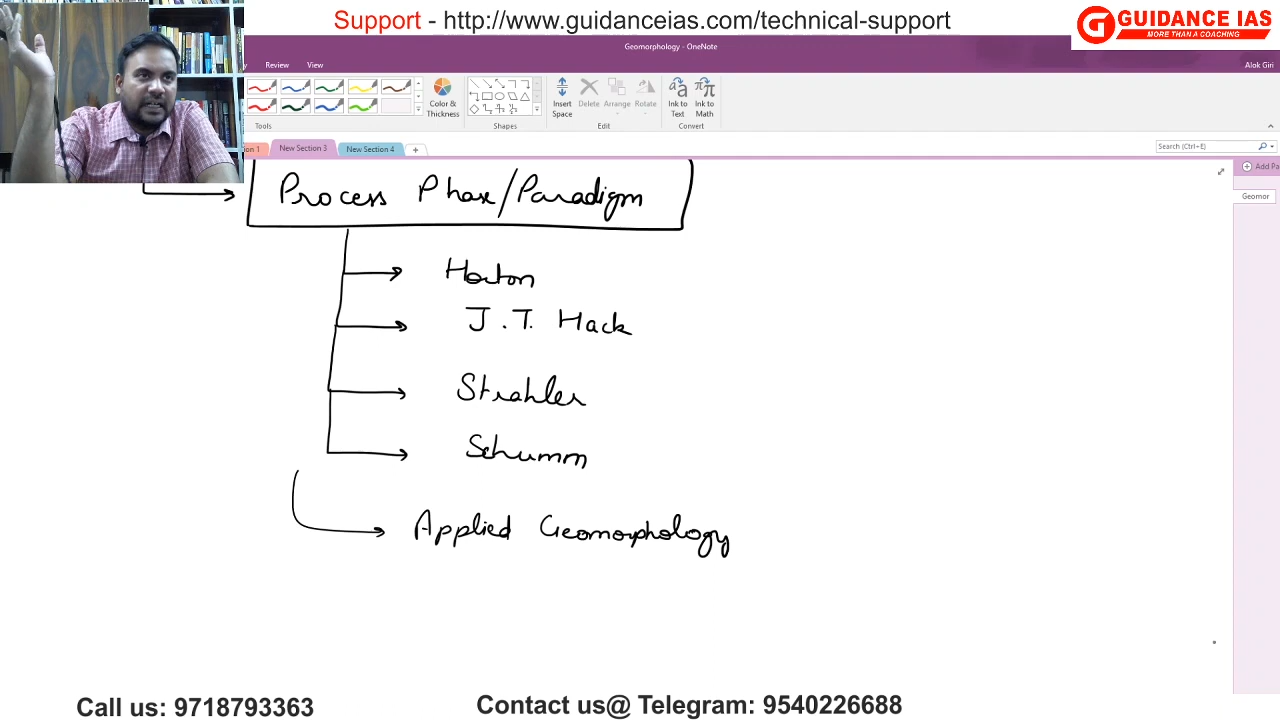 Support - http://www.guidanceias.com/technical-support
GUIDANCE IAS
MORE THAN A COACHING
Geomorphology - OneNote
Review View
Alok Giri
Color & Thickness
Insert Space
Delete
Arrange
Rotate
Ink to Text
Ink to Math
Tools
Shapes
Edit
Convert
New Section 3
New Section 4
Search (Ctrl+E)
Add Pa
Geomor
Process Phase/Paradigm
Horton
J.T. Hack
Strahler
Schumm
Applied Geomorphology
Call us: 9718793363
Contact us@ Telegram: 9540226688